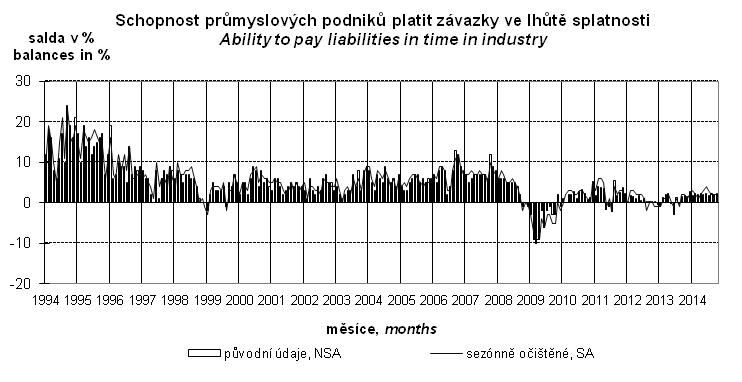 Schopnost průmyslových podniků platit závazky ve lhůtě splatnosti
Ability to pay liabilities in time in industry
salda v %
balances in %
30
20
10
0
-10
-20
1994 1995 1996 1997 1998 1999 2000 2001 2002 2003 2004 2005 2006 2007 2008 2009 2010 2011 2012 2013 2014
měsíce, months
původní údaje, NSA
sezónně očištěné, SA